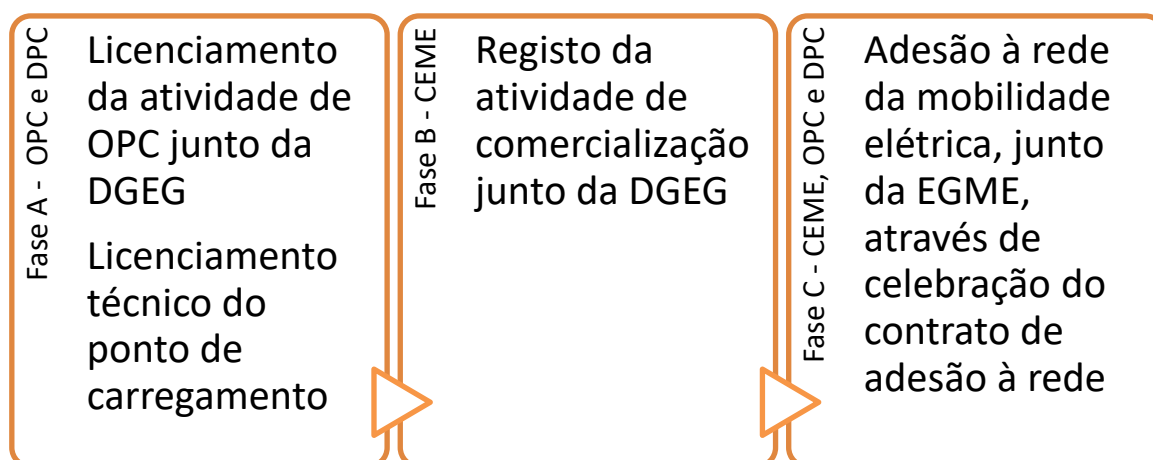 Fase A - OPC e DPC
Licenciamento
da atividade de
OPC junto da
DGEG
Licenciamento
técnico do
ponto de
carregamento
Fase B - CEME
Registo da
atividade de
comercialização
junto da DGEG
Fase C - CEME, OPC e DPC
Adesão à rede
da mobilidade
elétrica, junto
da EGME,
através de
celebração do
contrato de
adesão à rede